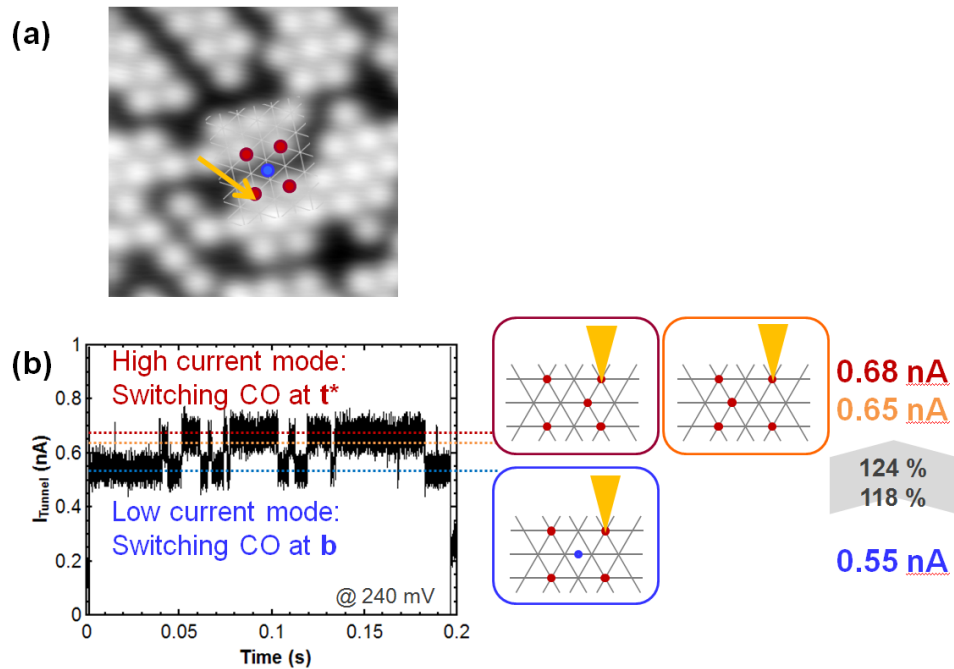 (a)
(b)
High current mode:
Switching CO at t*
Low current mode:
Switching CO at b
@ 240 mV
I_Tunnel (nA)
1
0.8
0.6
0.4
0.2
0
0
0.05
0.1
0.15
0.2
Time (s)
0.68 nA
0.65 nA
124 %
118 %
0.55 nA